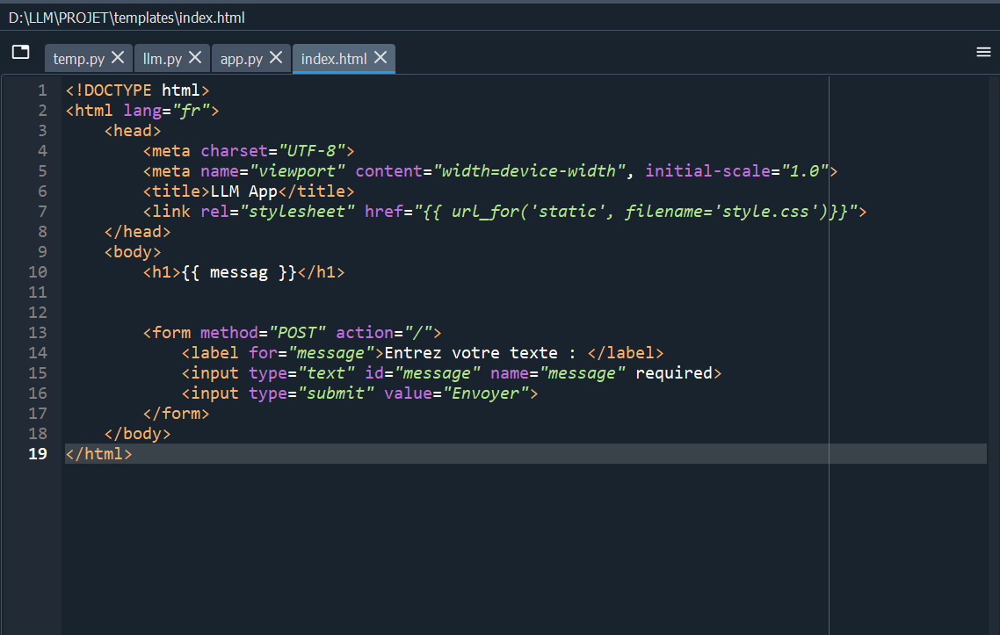 D:\LLM\PROJET\templates\index.html
temp.py llm.py app.py index.html
1 <!DOCTYPE html>
2 <html lang="fr">
3 <head>
4 <meta charset="UTF-8">
5 <meta name="viewport" content="width=device-width", initial-scale="1.0">
6 <title>LLM App</title>
7 <link rel="stylesheet" href="{{ url_for('static', filename='style.css')}}">
8 </head>
9 <body>
10 <h1>{{ messag }}</h1>
11
12
13 <form method="POST" action="/">
14 <label for="message">Entrez votre texte : </label>
15 <input type="text" id="message" name="message" required>
16 <input type="submit" value="Envoyer">
17 </form>
18 </body>
19 </html>